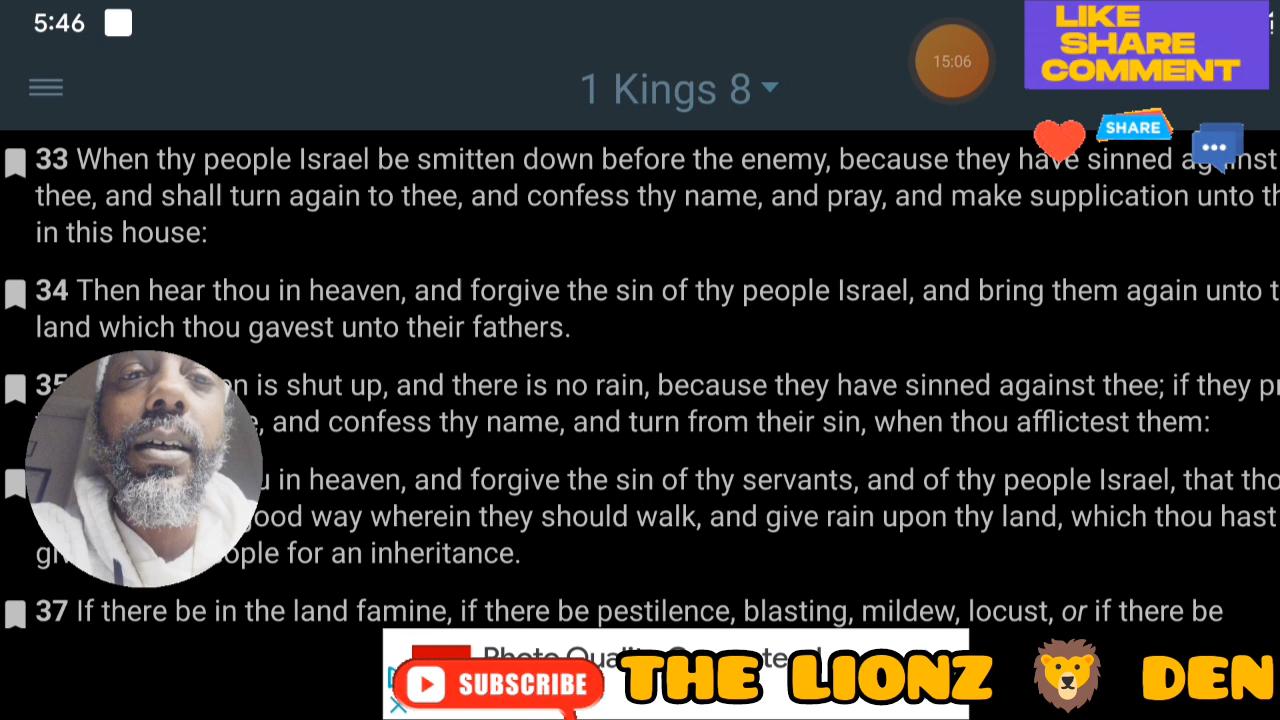 5:46
15:06
LIKE
SHARE
COMMENT
1 Kings 8
SHARE
33 When thy people Israel be smitten down before the enemy, because they have sinned against
thee, and shall turn again to thee, and confess thy name, and pray, and make supplication unto
in this house:
34 Then hear thou in heaven, and forgive the sin of thy people Israel, and bring them again unto
land which thou gavest unto their fathers.
35 is shut up, and there is no rain, because they have sinned against thee; if they
and confess thy name, and turn from their sin, when thou afflictest them:
in heaven, and forgive the sin of thy servants, and of thy people Israel, that
good way wherein they should walk, and give rain upon thy land, which thou hast
for an inheritance.
37 If there be in the land famine, if there be pestilence, blasting, mildew, locust, or if there be
SUBSCRIBE
THE LIONZ DEN